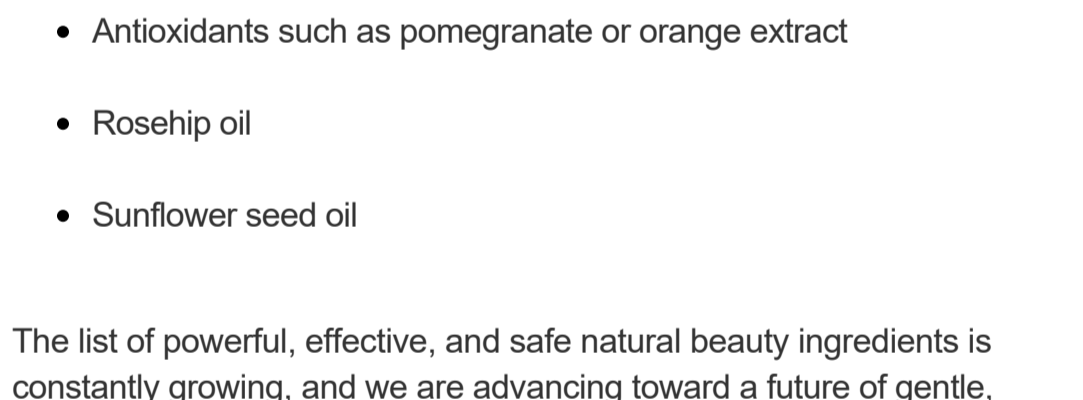 • Antioxidants such as pomegranate or orange extract
• Rosehip oil
• Sunflower seed oil
The list of powerful, effective, and safe natural beauty ingredients is
constantly growing, and we are advancing toward a future of gentle,